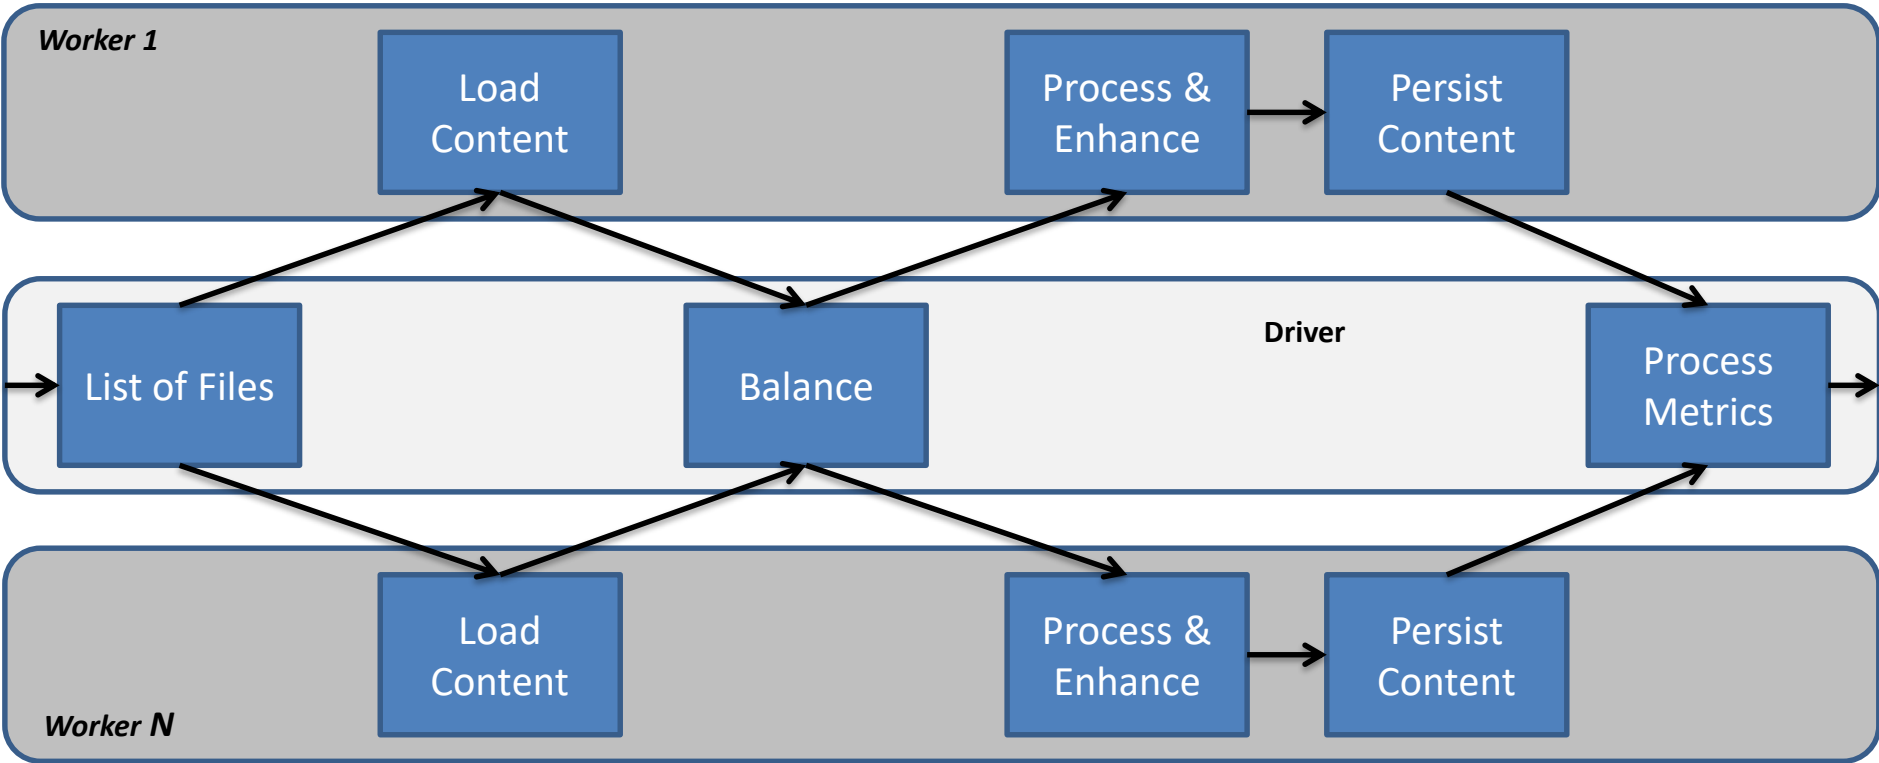 Worker 1
Load
Content
Process &
Enhance
Persist
Content
List of Files
Balance
Driver
Process
Metrics
Load
Content
Process &
Enhance
Persist
Content
Worker N